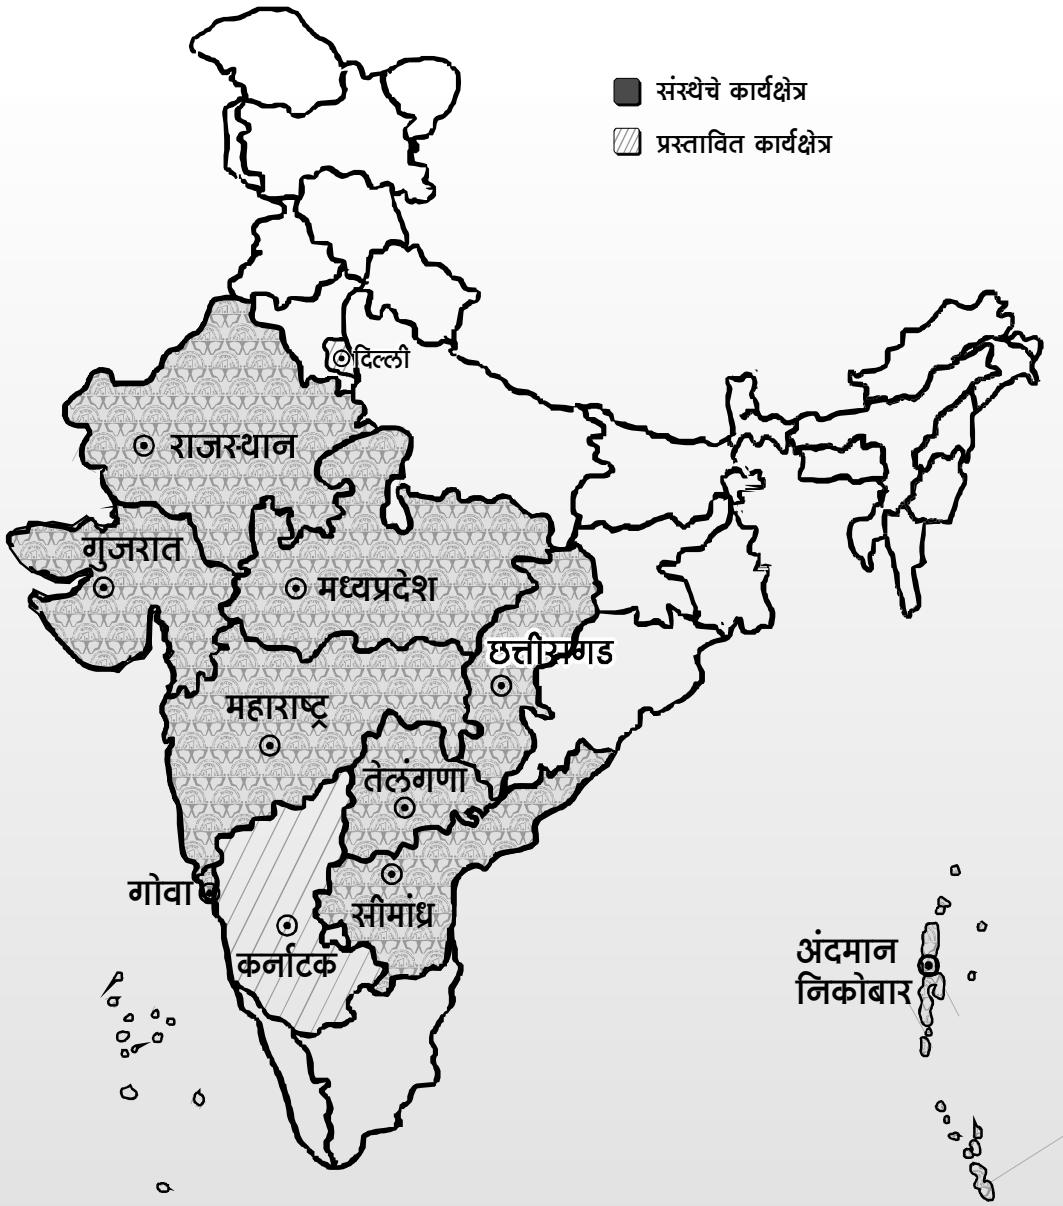 संस्थेचे कार्यक्षेत्र
प्रस्तावित कार्यक्षेत्र
दिल्ली
राजस्थान
गुजरात
मध्यप्रदेश
छत्तीसगड
महाराष्ट्र
तेलंगणा
गोवा
सीमांध्र
कर्नाटक
अंदमान
निकोबार